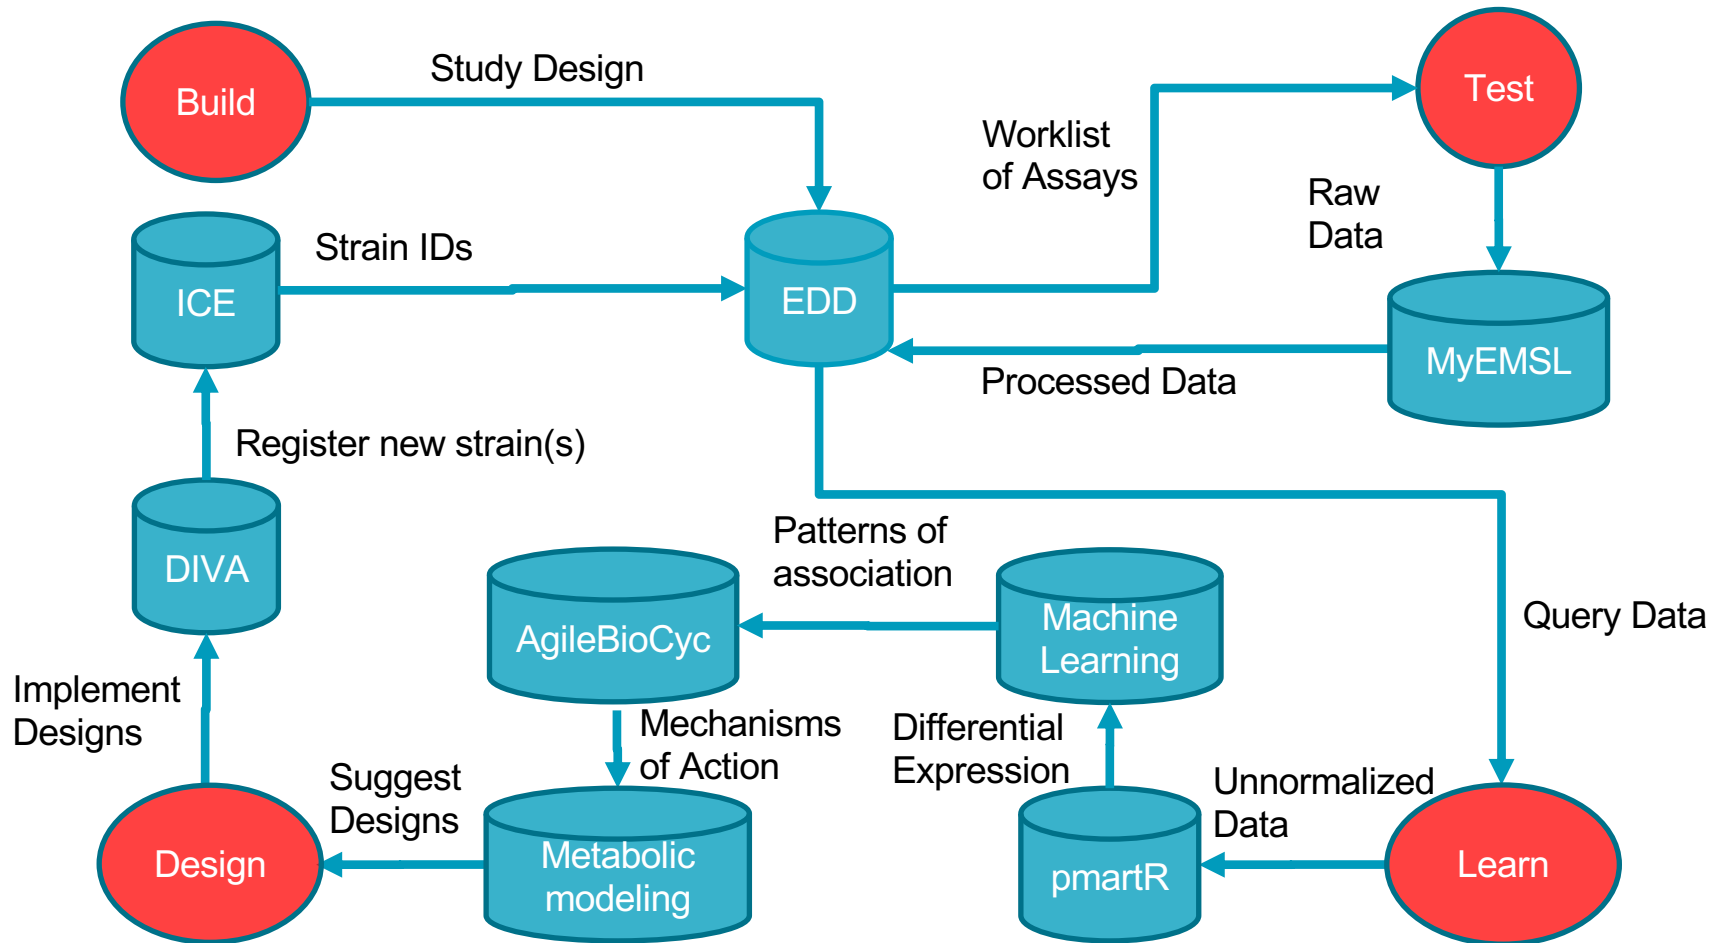 Build
Study Design
Test
Worklist
of Assays
Raw
Data
ICE
Strain IDs
EDD
MyEMSL
Processed Data
Register new strain(s)
DIVA
Patterns of
association
AgileBioCyc
Machine
Learning
Query Data
Implement
Designs
Mechanisms
of Action
Differential
Expression
Suggest
Designs
Unnormalized
Data
Design
Metabolic
modeling
pmartR
Learn